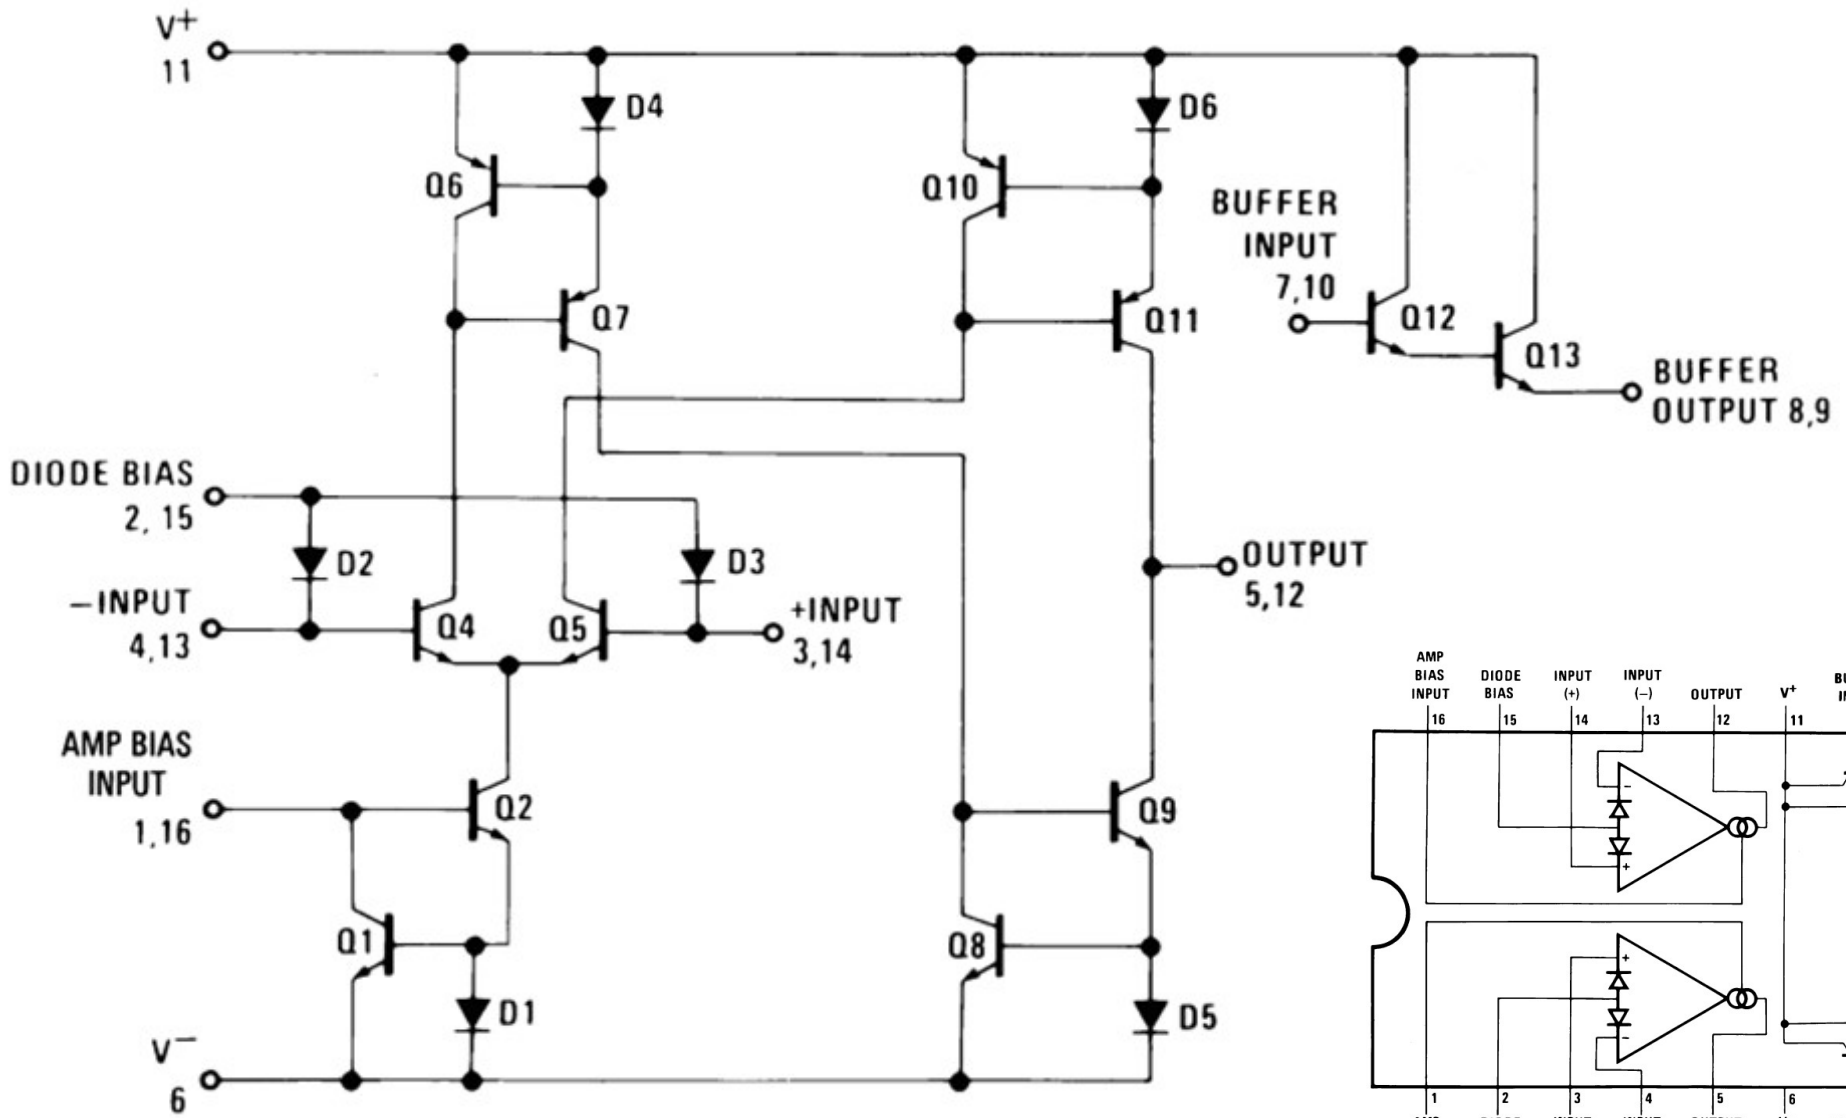 V+
11
D4
D6
Q6
Q10
BUFFER
INPUT
7,10
Q7
Q11
Q12
Q13
BUFFER
OUTPUT 8,9
DIODE BIAS
2, 15
D2
D3
OUTPUT
5,12
–INPUT
4,13
Q4
Q5
+INPUT
3,14
AMP BIAS
INPUT
1,16
Q2
Q9
Q1
Q8
D1
D5
V–
6
AMP
BIAS
INPUT
DIODE
BIAS
INPUT
(+)
INPUT
(–)
OUTPUT
V+
16
15
14
13
12
11
–
+
+
–
1
2
3
4
5
6